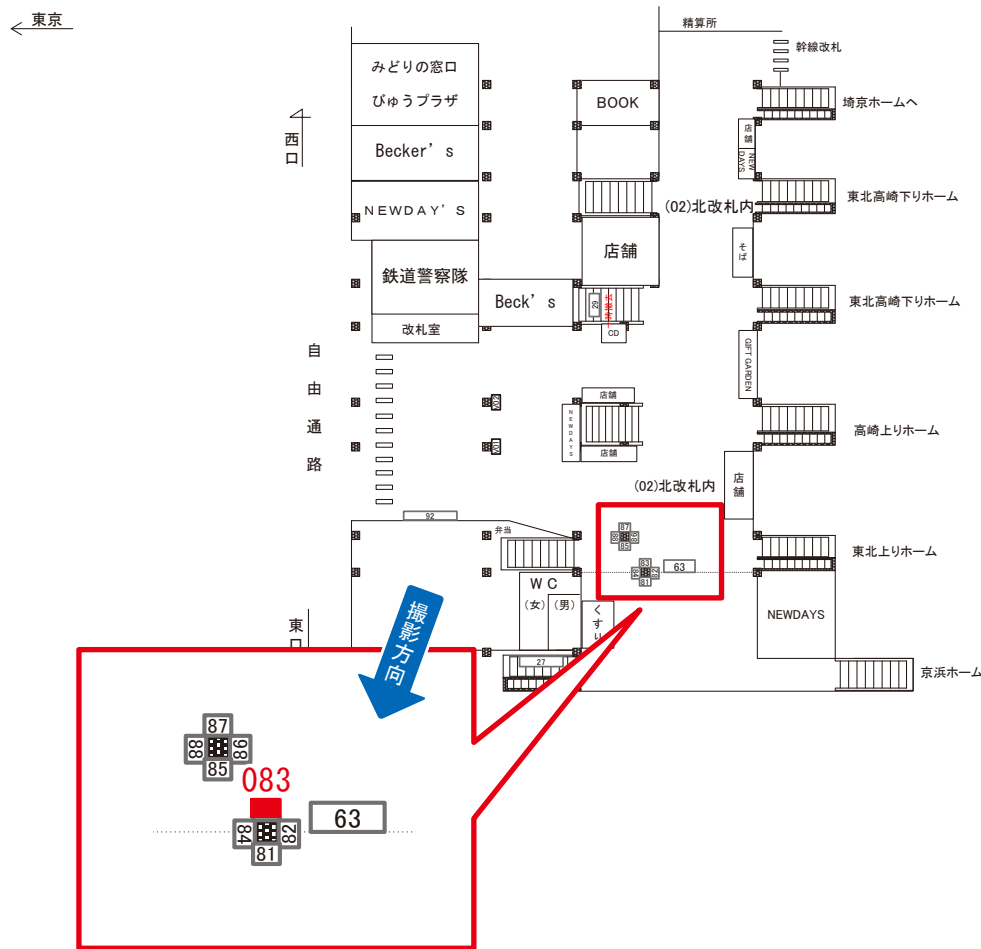 東京
精算所
幹線改札
みどりの窓口
びゅうプラザ
BOOK
埼京ホームへ
西口
Becker’s
店舗
NEW DAYS
NEWDAY’S
(02)北改札内
東北高崎下りホーム
店舗
そば
鉄道警察隊
Beck’s
29
東北高崎下りホーム
CD
改札室
GIFT GARDEN
自由通路
店舗
V02
NEWDAYS
高崎上りホーム
V01
店舗
(02)北改札内
店舗
92
弁当
87
88
86
85
東北上りホーム
83
84
82
81
63
WC
(女)
(男)
くすり
NEWDAYS
東口
撮影方向
27
京浜ホーム
87
88
86
85
083
63
84
82
81